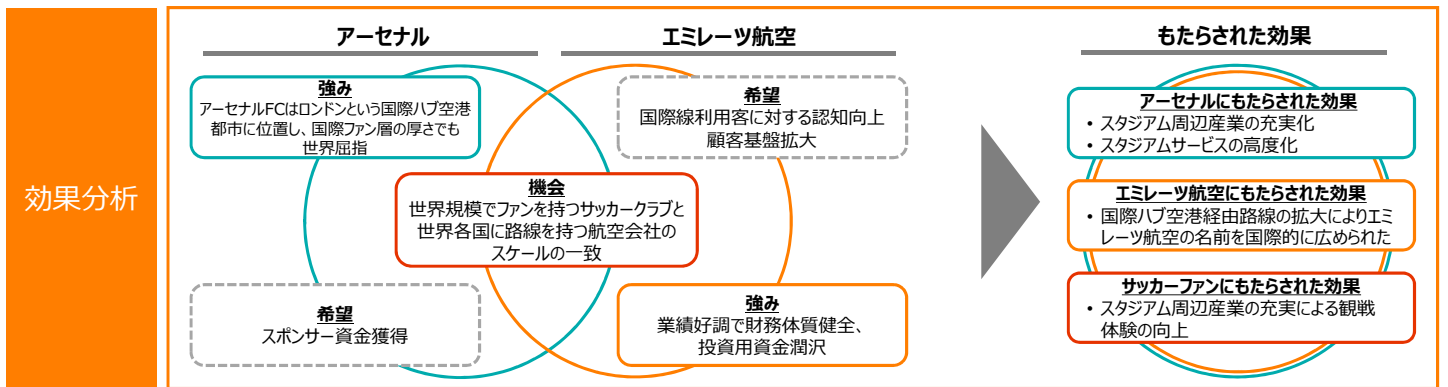 効果分析
アーセナル
強み
アーセナルFCはロンドンという国際ハブ空港
都市に位置し、国際ファン層の厚さでも
世界屈指
希望
スポンサー資金獲得
エミレーツ航空
希望
国際線利用客に対する認知向上
顧客基盤拡大
機会
世界規模でファンを持つサッカークラブと
世界各国に路線を持つ航空会社の
スケールの一致
強み
業績好調で財務体質健全、
投資用資金潤沢
もたらされた効果
アーセナルにもたらされた効果
• スタジアム周辺産業の充実化
• スタジアムサービスの高度化
エミレーツ航空にもたらされた効果
• 国際ハブ空港経由路線の拡大によりエミ
レーツ航空の名前を国際的に広められた
サッカーファンにもたらされた効果
• スタジアム周辺産業の充実による観戦
体験の向上